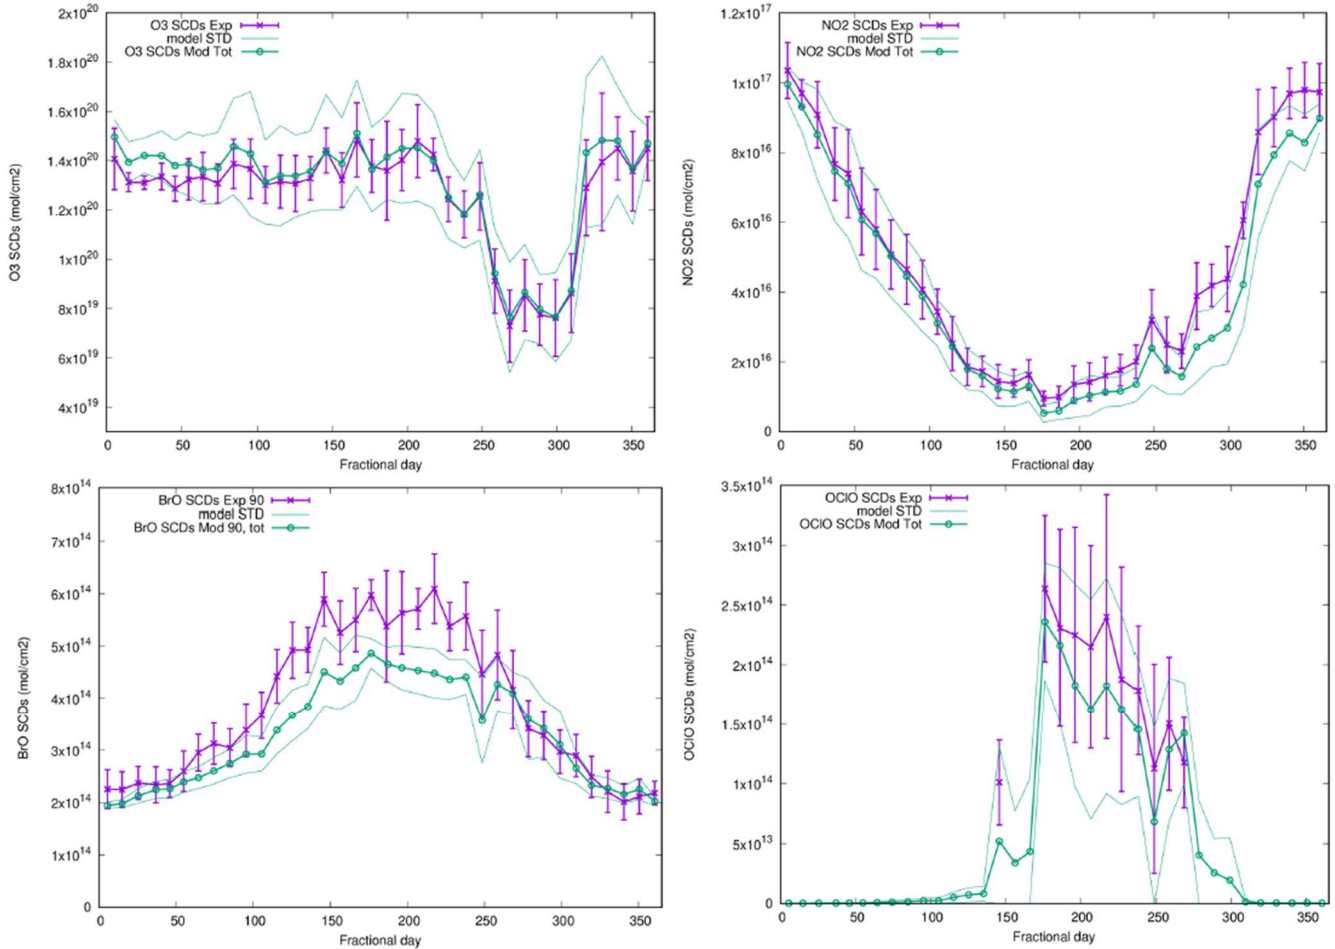 O3 SCDs Exp
model STD
O3 SCDs Mod Tot
2x10^20
1.8x10^20
1.6x10^20
1.4x10^20
1.2x10^20
1x10^20
8x10^19
6x10^19
4x10^19
O3 SCDs (mol/cm2)
0 50 100 150 200 250 300 350
Fractional day
NO2 SCDs Exp
model STD
NO2 SCDs Mod Tot
1.2x10^17
1x10^17
8x10^16
6x10^16
4x10^16
2x10^16
0
NO2 SCDs (mol/cm2)
0 50 100 150 200 250 300 350
Fractional day
BrO SCDs Exp 90
model STD
BrO SCDs Mod 90, tot
8x10^14
7x10^14
6x10^14
5x10^14
4x10^14
3x10^14
2x10^14
1x10^14
0
BrO SCDs (mol/cm2)
0 50 100 150 200 250 300 350
Fractional day
OClO SCDs Exp
model STD
OClO SCDs Mod Tot
3.5x10^14
3x10^14
2.5x10^14
2x10^14
1.5x10^14
1x10^14
5x10^13
0
OClO SCDs (mol/cm2)
0 50 100 150 200 250 300 350
Fractional day